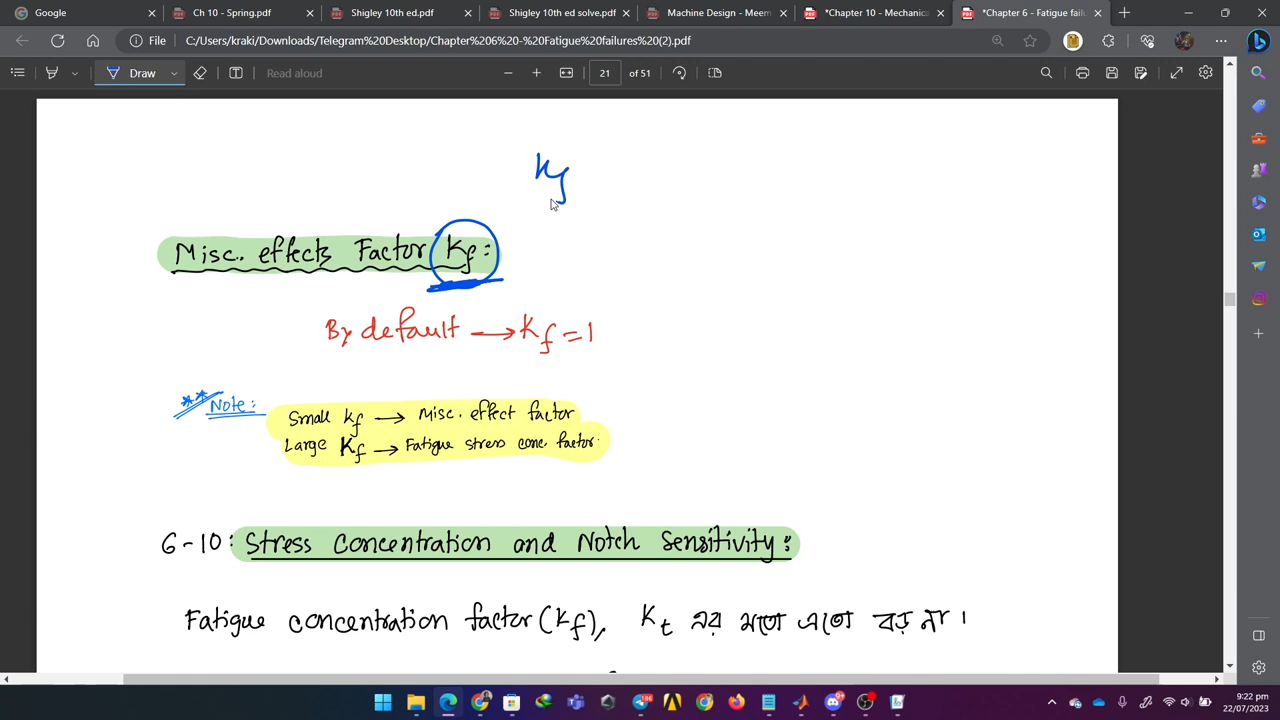 Google
Ch 10 - Spring.pdf
Shigley 10th ed.pdf
Shigley 10th ed solve.pdf
Machine Design - Meem
*Chapter 10 - Mechanica
*Chapter 6 - Fatigue failu
File
C:/Users/kraki/Downloads/Telegram%20Desktop/Chapter%206%20-%20Fatigue%20failures%20(2).pdf
Draw
Read aloud
21 of 51
kf
Misc. effects Factor kf:
By default → kf = 1
** Note:
Small kf → Misc. effect factor
Large Kf → Fatigue stress conc. factor.
6-10: Stress Concentration and Notch Sensitivity:
Fatigue concentration factor (kf), Kt এর মতো এতো বড় না।
9:22 pm
22/07/2023